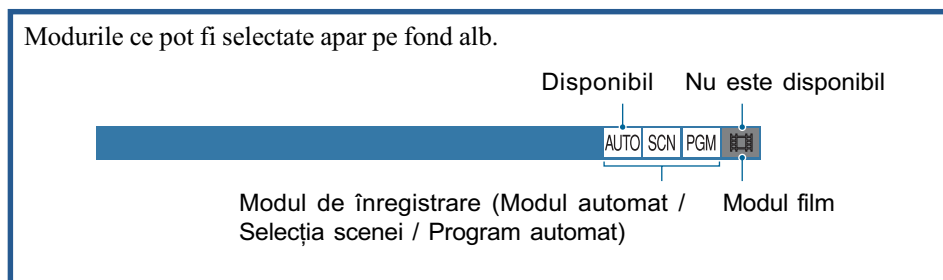 Modurile ce pot fi selectate apar pe fond alb.
Disponibil Nu este disponibil
AUTO SCN PGM
Modul de înregistrare (Modul automat / Modul film
Selecția scenei / Program automat)